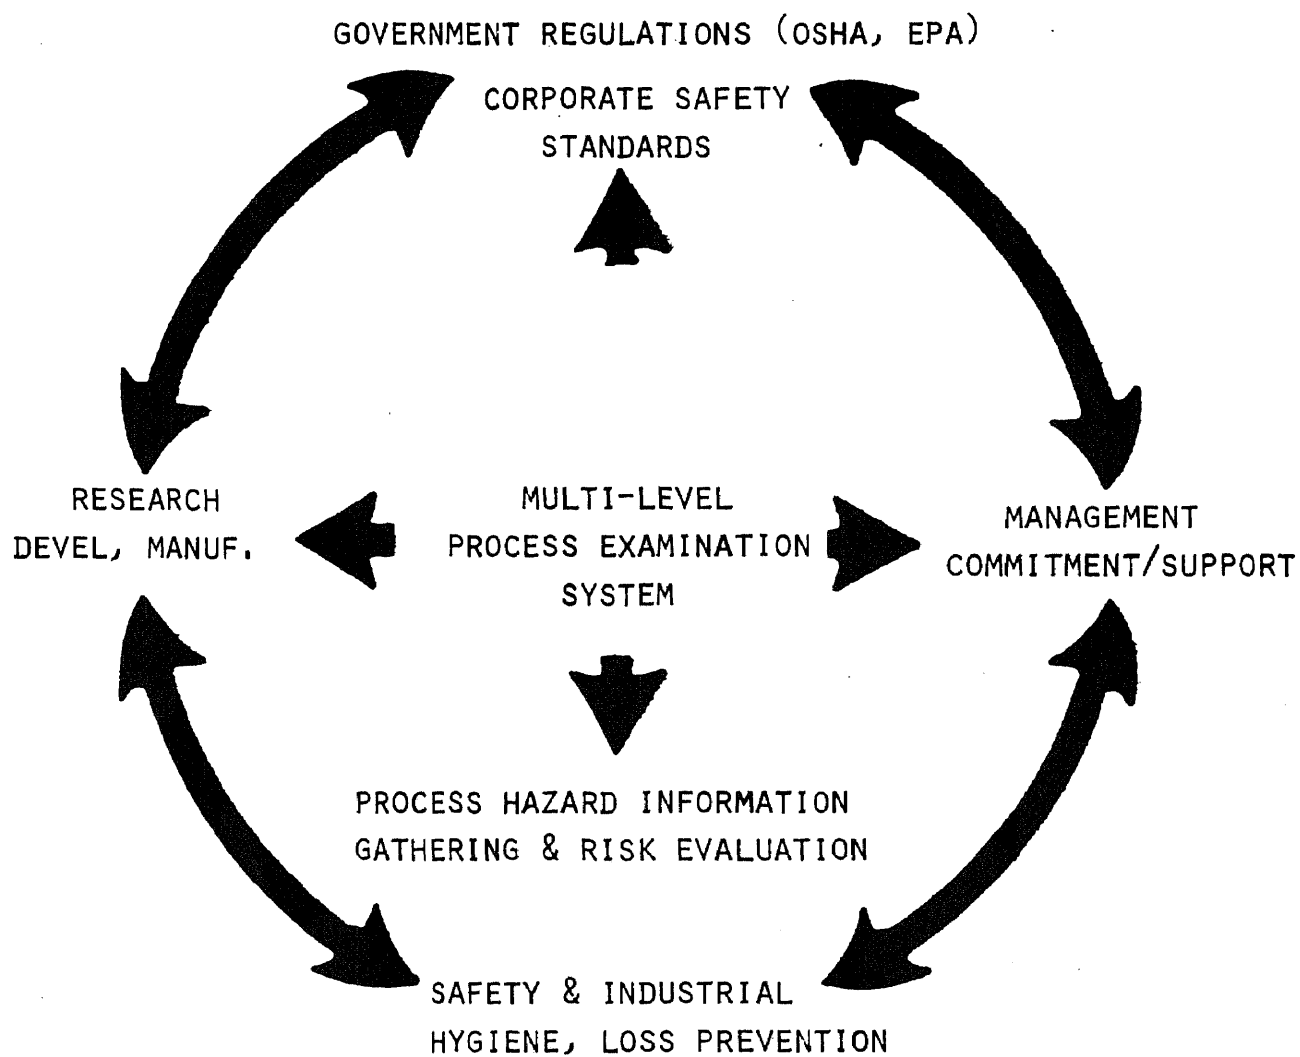 GOVERNMENT REGULATIONS (OSHA, EPA)
CORPORATE SAFETY
STANDARDS
RESEARCH
DEVEL, MANUF.
MULTI-LEVEL
PROCESS EXAMINATION
SYSTEM
MANAGEMENT
COMMITMENT/SUPPORT
PROCESS HAZARD INFORMATION
GATHERING & RISK EVALUATION
SAFETY & INDUSTRIAL
HYGIENE, LOSS PREVENTION